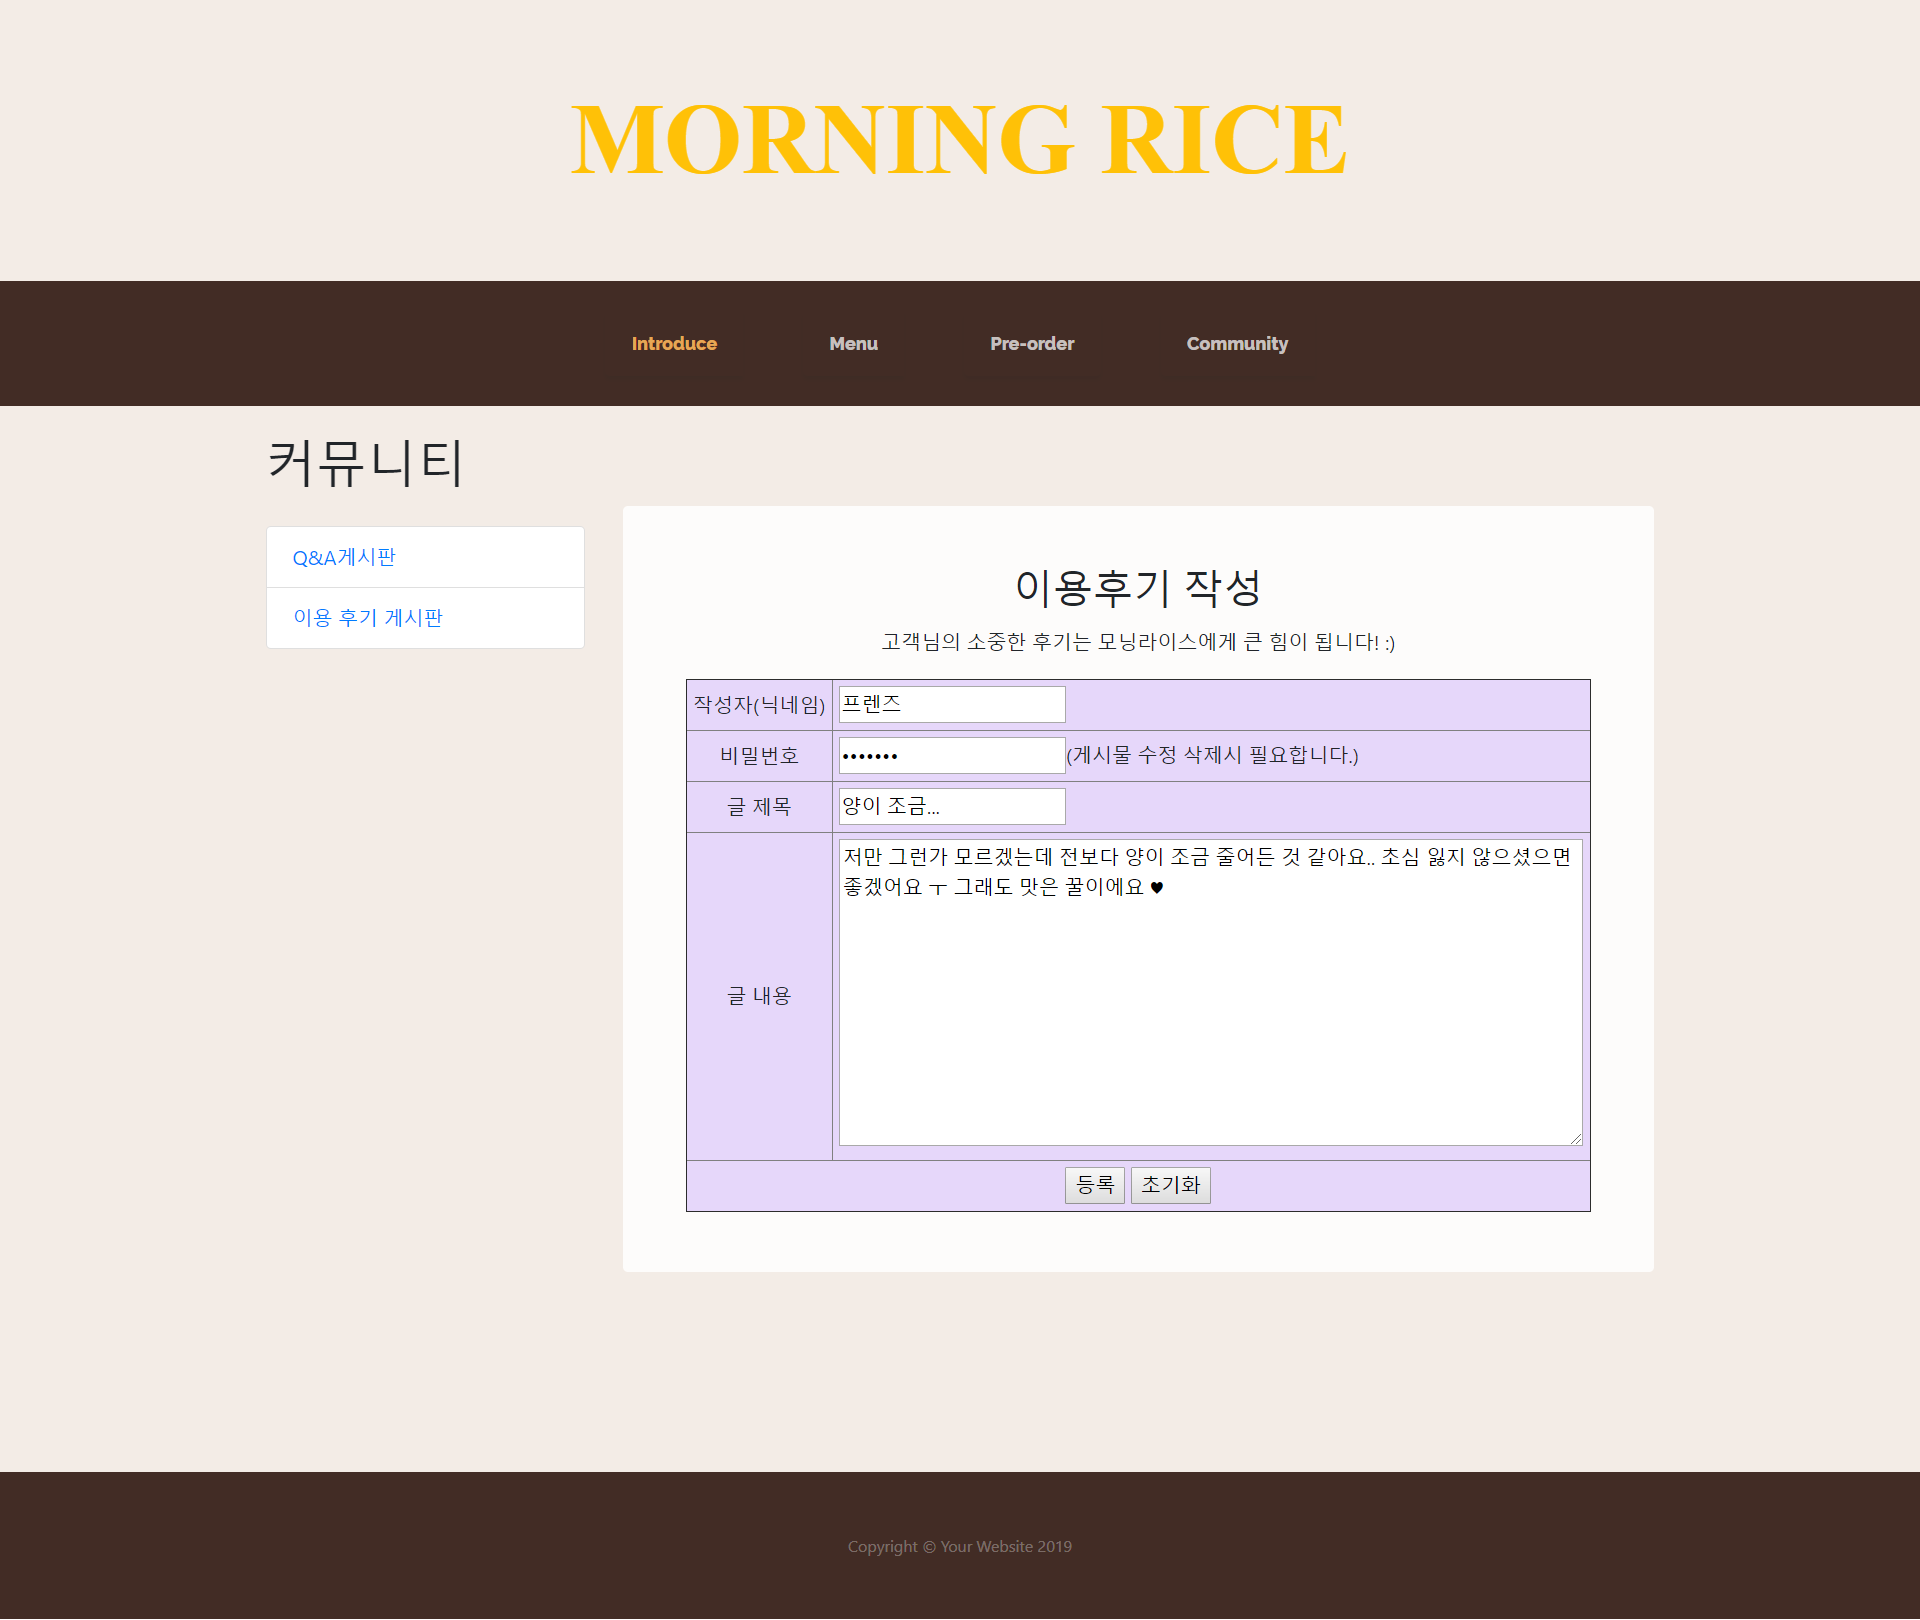 MORNING RICE
Introduce Menu Pre-order Community
커뮤니티
Q&A게시판
이용 후기 게시판
이용후기 작성
고객님의 소중한 후기는 모닝라이스에게 큰 힘이 됩니다! :)
작성자(닉네임) 프렌즈
비밀번호 •••••••(게시물 수정 삭제시 필요합니다.)
글 제목 양이 조금...
글 내용
저만 그런가 모르겠는데 전보다 양이 조금 줄어든 것 같아요.. 초심 잃지 않으셨으면
좋겠어요 ㅜ 그래도 맛은 꿀이에요 ♥
등록 초기화
Copyright © Your Website 2019